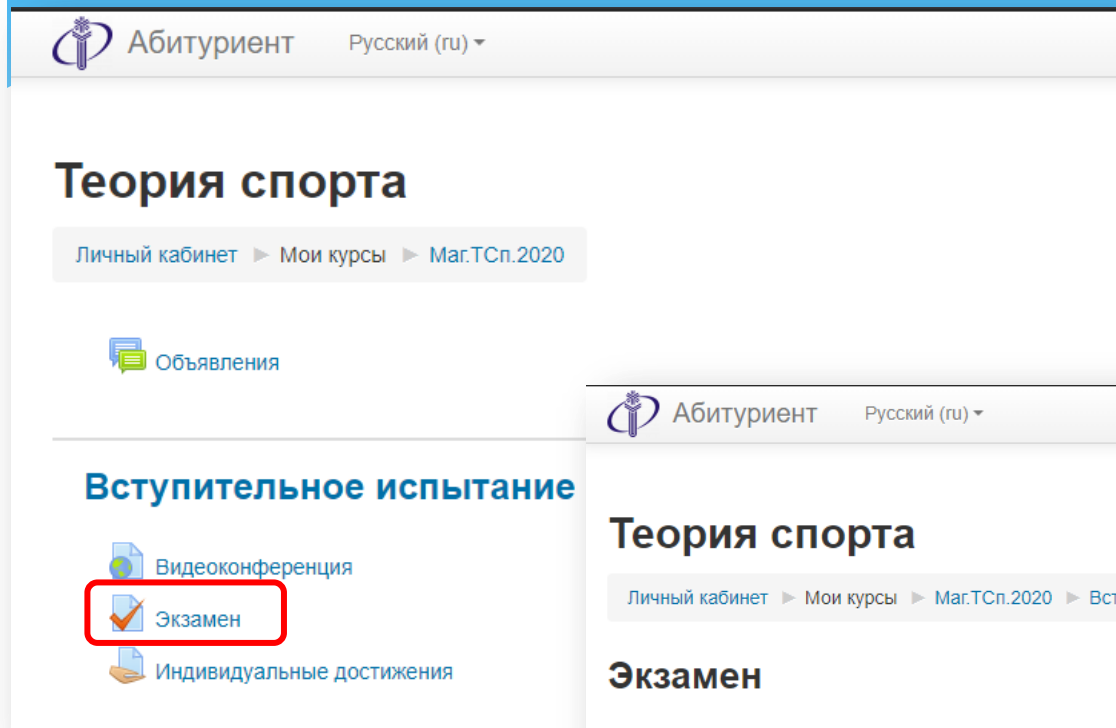 Абитуриент Русский (ru)
Теория спорта
Личный кабинет ► Мои курсы ► Маг.ТСп.2020
Объявления
Вступительное испытание
Видеоконференция
Экзамен
Индивидуальные достижения
Абитуриент Русский (ru)
Теория спорта
Личный кабинет ► Мои курсы ► Маг.ТСп.2020 ►
Экзамен